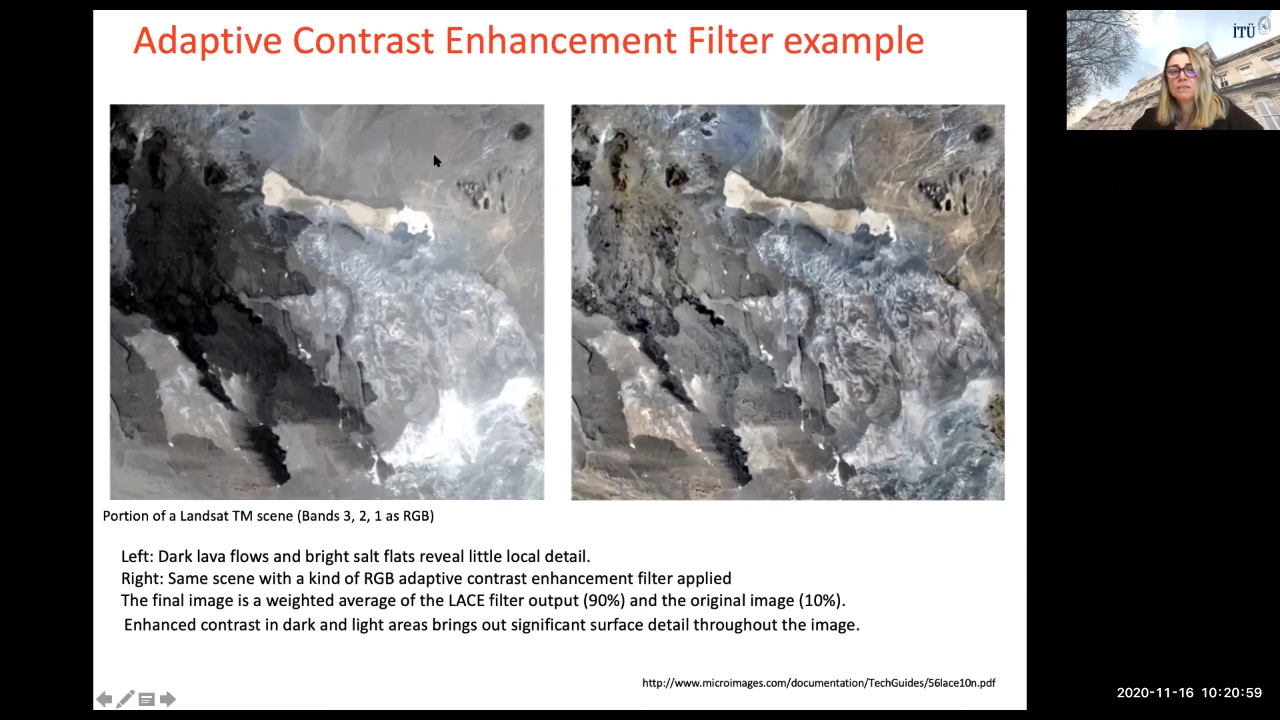 Adaptive Contrast Enhancement Filter example
İTÜ
Portion of a Landsat TM scene (Bands 3, 2, 1 as RGB)
Left: Dark lava flows and bright salt flats reveal little local detail.
Right: Same scene with a kind of RGB adaptive contrast enhancement filter applied
The final image is a weighted average of the LACE filter output (90%) and the original image (10%).
Enhanced contrast in dark and light areas brings out significant surface detail throughout the image.
http://www.microimages.com/documentation/TechGuides/56lace10n.pdf
2020-11-16 10:20:59